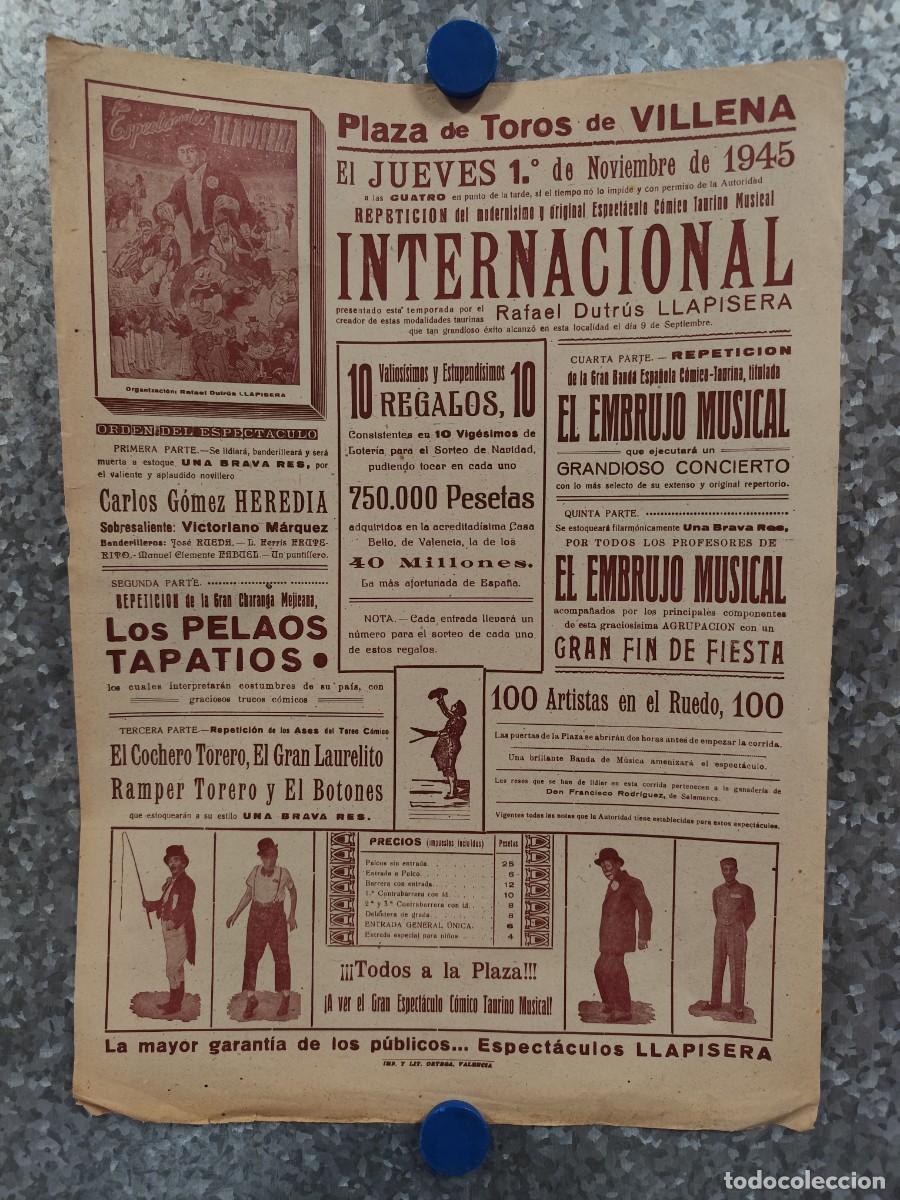 Espectáculos LLAPISERA
Organización: Rafael Dutrús LLAPISERA
Plaza de Toros de VILLENA
El JUEVES 1.º de Noviembre de 1945
a las CUATRO en punto de la tarde, si el tiempo nó lo impide y con permiso de la Autoridad
REPETICION del modernísimo y original Espectáculo Cómico Taurino Musical
INTERNACIONAL
presentado esta temporada por el
creador de estas modalidades taurinas
Rafael Dutrús LLAPISERA
que tan grandioso éxito alcanzó en esta localidad el día 9 de Septiembre.
ORDEN DEL ESPECTACULO
PRIMERA PARTE.—Se lidiará, banderilleará y será
muerta a estoque UNA BRAVA RES, por
el valiente y aplaudido novillero
Carlos Gómez HEREDIA
Sobresaliente: Victoriano Márquez
Banderilleros: José RUEDA.— L. Herris FRUTE-
RITO.- Manuel Clemente .— Un puntillero.
SEGUNDA PARTE.
REPETICION de la Gran Charanga Mejicana,
Los PELAOS
TAPATIOS
los cuales interpretarán costumbres de su país, con
graciosos trucos cómicos
TERCERA PARTE.—Repetición de los Ases del Toreo Cómico
El Cochero Torero, El Gran Laurelito
Ramper Torero y El Botones
que estoquearán a su estilo UNA BRAVA RES.
10 Valiosísimos y Estupendísimos 10
REGALOS,
Consistentes en 10 Vigésimos de
Lotería para el Sorteo de Navidad,
pudiendo tocar en cada uno
750.000 Pesetas
adquiridos en la acreditadísima Casa
Bello, de Valencia, la de los
40 Millones.
La más afortunada de España.
NOTA.—Cada entrada llevará un
número para el sorteo de cada uno
de estos regalos.
CUARTA PARTE.—REPETICION
de la Gran Banda Española Cómico-Taurina, titulada
EL EMBRUJO MUSICAL
que ejecutará un
GRANDIOSO CONCIERTO
con lo más selecto de su extenso y original repertorio.
QUINTA PARTE.
Se estoqueará filarmónicamente Una Brava Res,
POR TODOS LOS PROFESORES DE
EL EMBRUJO MUSICAL
acompañados por los principales componentes
de esta graciosísima AGRUPACION con un
GRAN FIN DE FIESTA
100 Artistas en el Ruedo, 100
Las puertas de la Plaza se abrirán dos horas antes de empezar la corrida.
Una brillante Banda de Música amenizará el espectáculo.
Las reses que se han de lidiar en esta corrida pertenecen a la ganadería de
Don Francisco Rodríguez, de Salamanca.
Vigentes todas las notas que la Autoridad tiene establecidas para estos espectáculos.
PRECIOS (impuestos incluidos) Pesetas
Palcos sin entrada. 25
Entrada a Palco. 6
Barrera con entrada. 12
1.ª Contrabarrera con id. 10
2.ª y 3.ª Contrabarrera con id. 8
Delantera de grada. 8
ENTRADA GENERAL ÚNICA. 6
Entrada especial para niños 4
¡¡¡Todos a la Plaza!!!
¡A ver el Gran Espectáculo Cómico Taurino Musical!
La mayor garantía de los públicos... Espectáculos LLAPISERA
IMP. Y LIT. ORTEGA, VALENCIA
todocoleccion